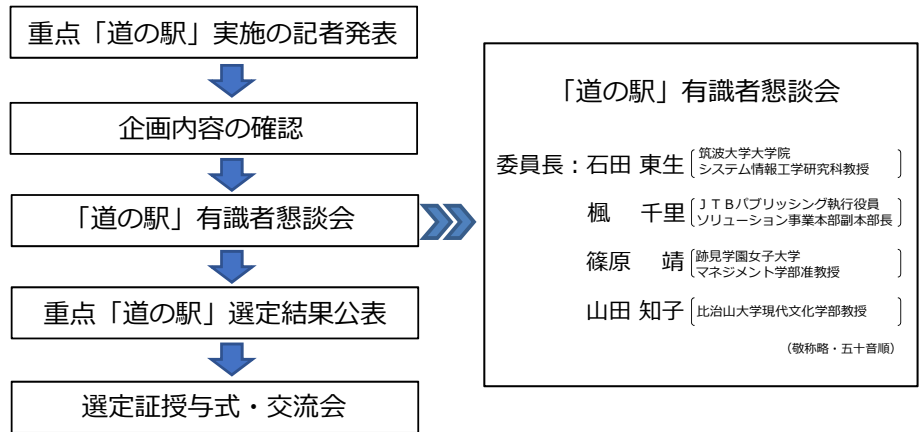 重点「道の駅」実施の記者発表
企画内容の確認
「道の駅」有識者懇談会
重点「道の駅」選定結果公表
選定証授与式・交流会
「道の駅」有識者懇談会
委員長：石田 東生
筑波大学大学院
システム情報工学研究科教授
楓　千里
ＪＴＢパブリッシング執行役員
ソリューション事業本部副本部長
篠原　靖
跡見学園女子大学
マネジメント学部准教授
山田 知子
比治山大学現代文化学部教授
（敬称略・五十音順）